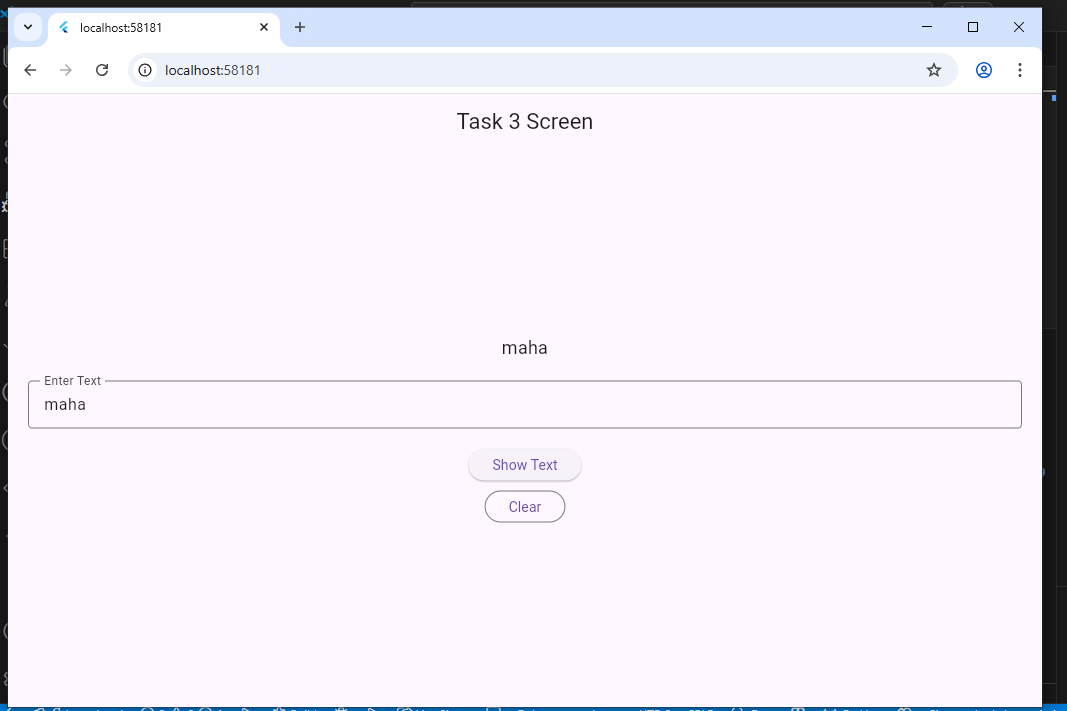 localhost:58181
localhost:58181
Task 3 Screen
maha
Enter Text
maha
Show Text
Clear